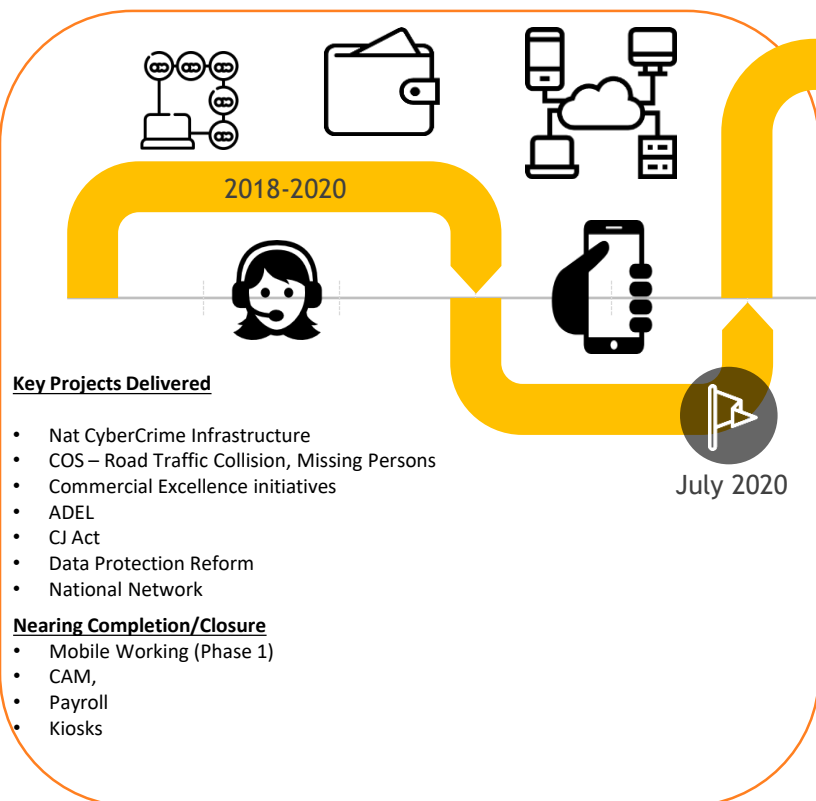 2018-2020
July 2020
Key Projects Delivered
• Nat CyberCrime Infrastructure
• COS – Road Traffic Collision, Missing Persons
• Commercial Excellence initiatives
• ADEL
• CJ Act
• Data Protection Reform
• National Network
Nearing Completion/Closure
• Mobile Working (Phase 1)
• CAM,
• Payroll
• Kiosks